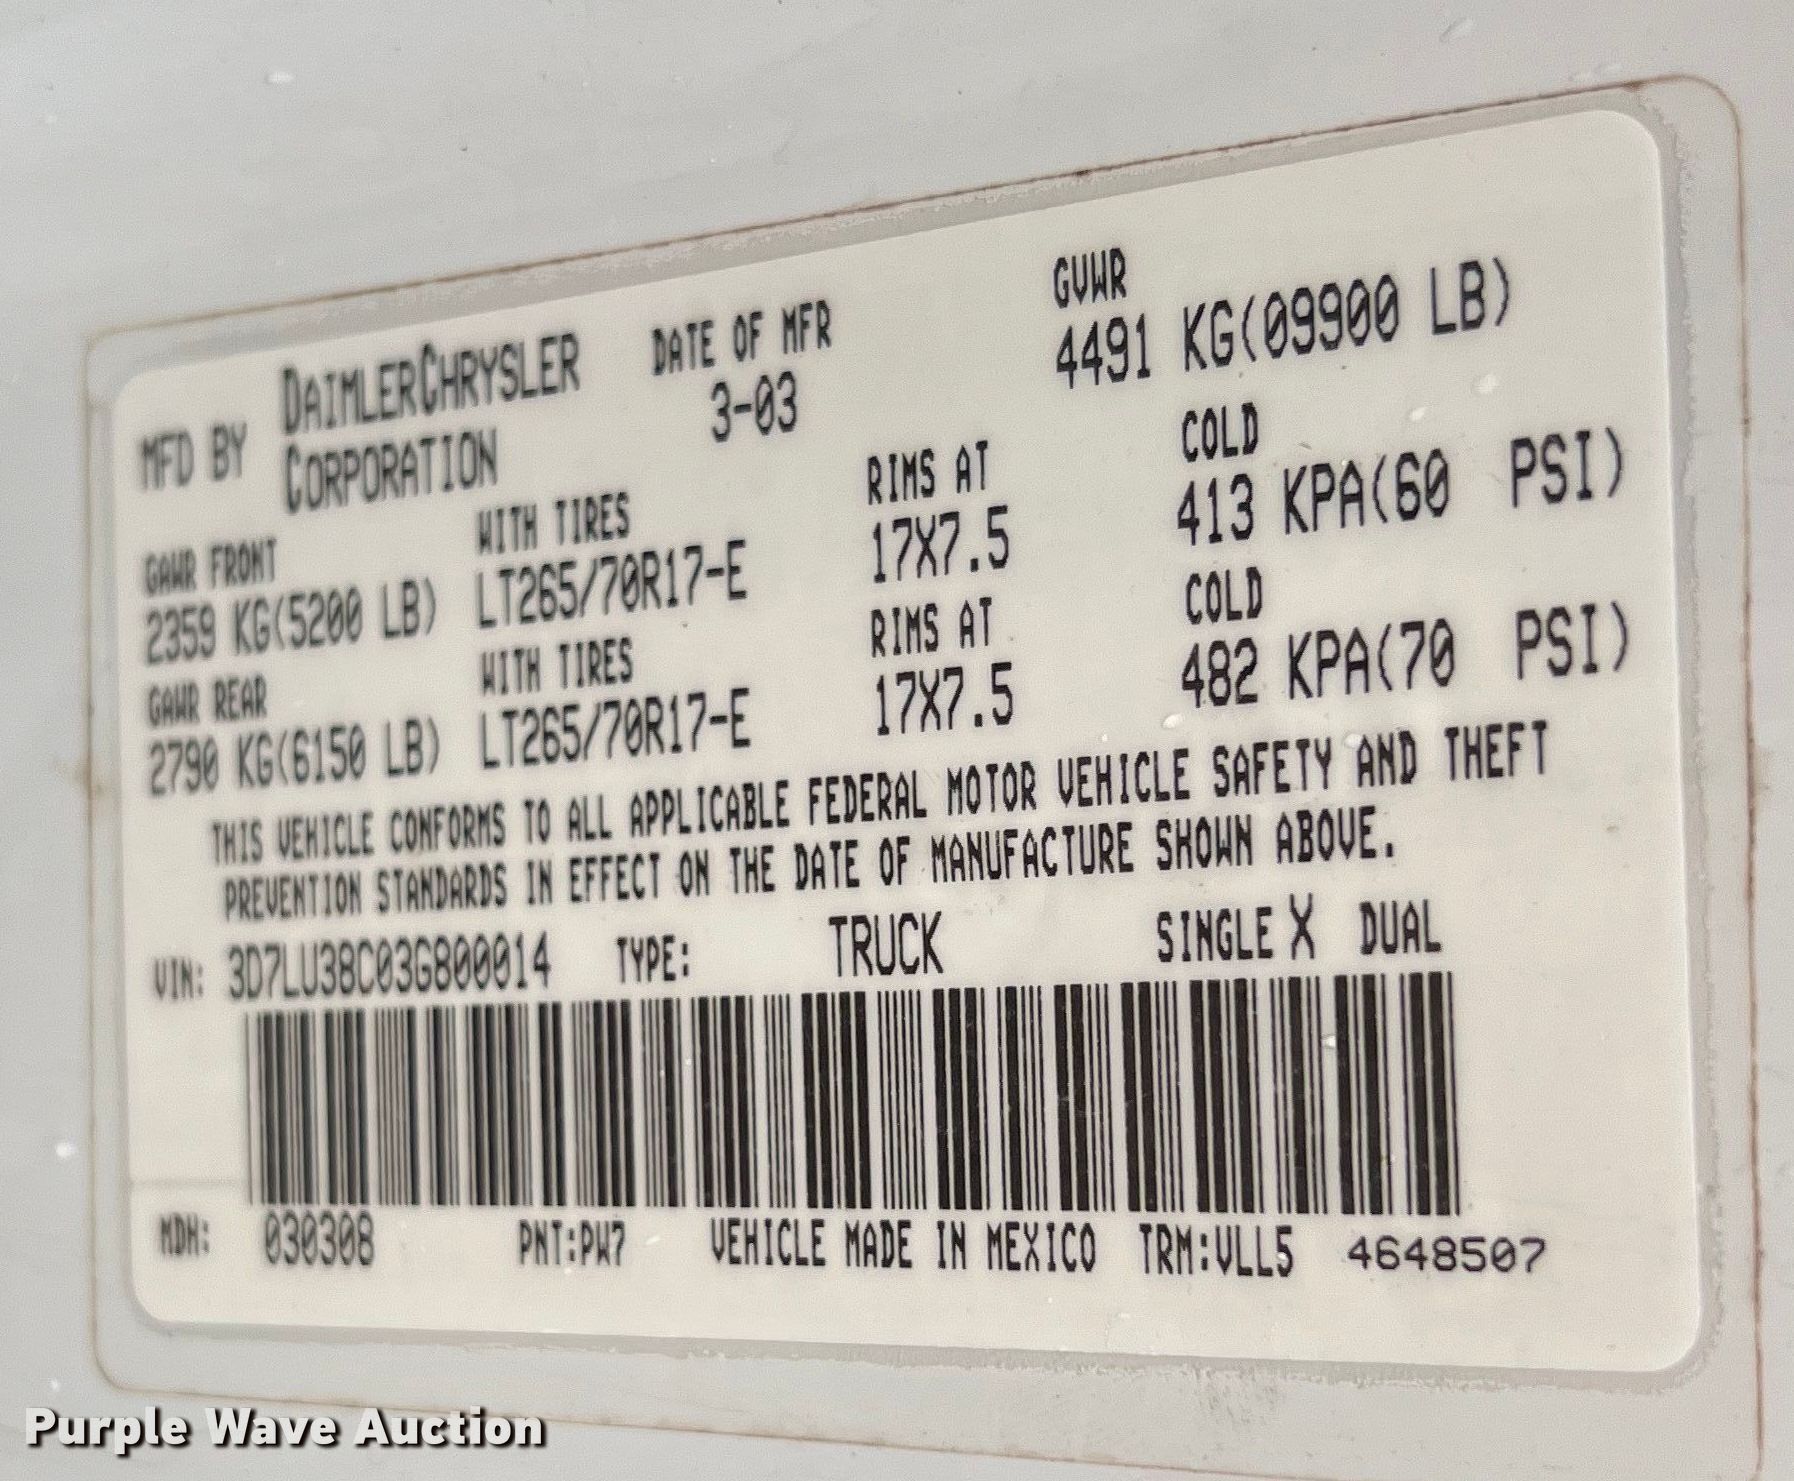 MFD BY DAIMLERCHRYSLER CORPORATION DATE OF MFR 3-03 GVWR 4491 KG(09900 LB)
GAWR FRONT WITH TIRES RIMS AT COLD
2359 KG(5200 LB) LT265/70R17-E 17X7.5 413 KPA(60 PSI)
GAWR REAR WITH TIRES RIMS AT COLD
2790 KG(6150 LB) LT265/70R17-E 17X7.5 482 KPA(70 PSI)
THIS VEHICLE CONFORMS TO ALL APPLICABLE FEDERAL MOTOR VEHICLE SAFETY AND THEFT
PREVENTION STANDARDS IN EFFECT ON THE DATE OF MANUFACTURE SHOWN ABOVE.
VIN: 3D7LU38C03G800014 TYPE: TRUCK SINGLE X DUAL
MDH: 030308 PNT:PW7 VEHICLE MADE IN MEXICO TRM:VLL5 4648507
Purple Wave Auction